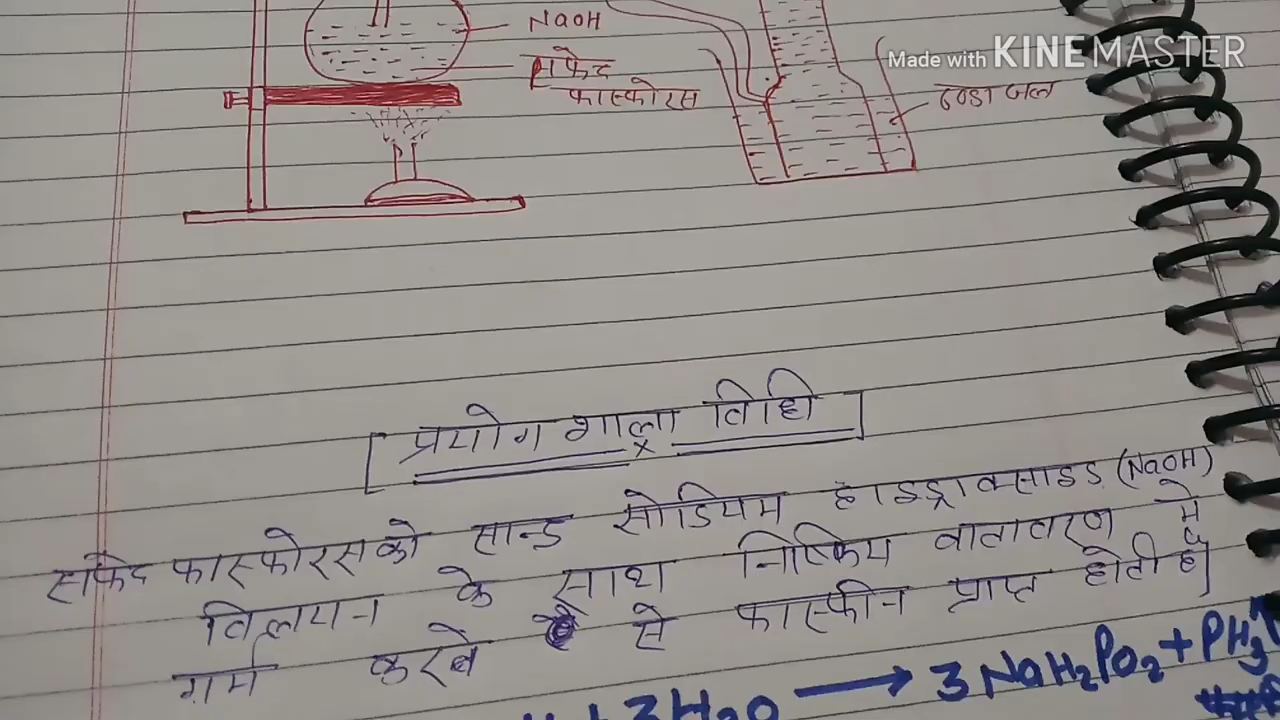 NaOH
सफेद
फास्फोरस
Made with KINEMASTER
ठण्डा जल
प्रयोग शाला विधि
सफेद फास्फोरस को सान्द्र सोडियम हाइड्राक्साइड (NaOH)
विलयन के साथ निष्क्रिय वातावरण में
गर्म करने से फास्फीन प्राप्त होती है|
+ 3H₂O → 3NaH₂PO₂ + PH₃↑